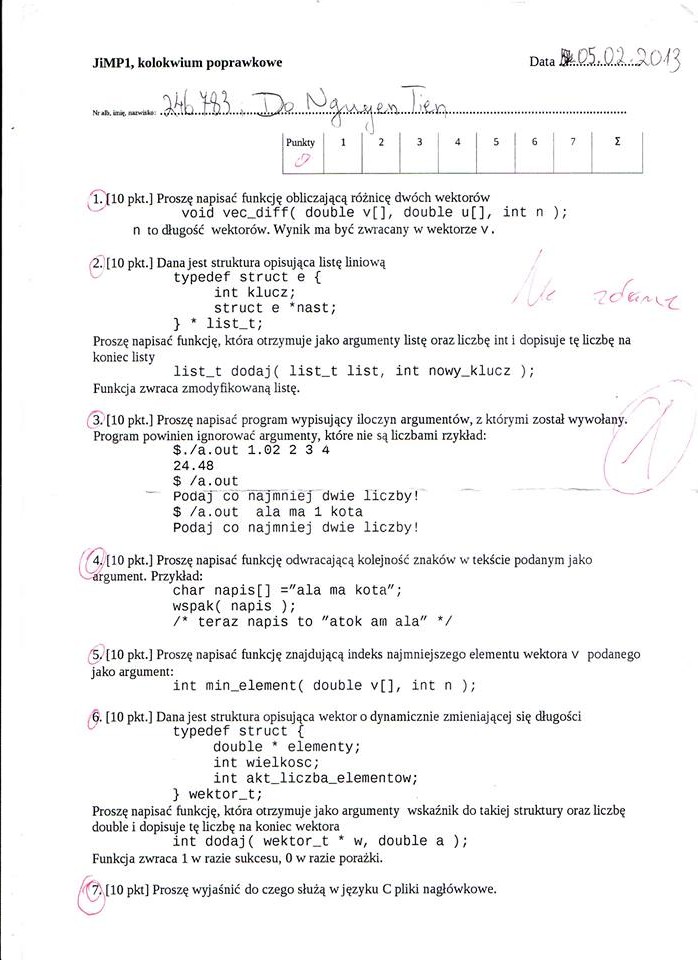 JiMP1, kolokwium poprawkowe Data 05.02.2013
Nr alb, imię, nazwisko: 246783. Do Nguyen Tien
Punkty 1 2 3 4 5 6 7 Σ
0
1. [10 pkt.] Proszę napisać funkcję obliczającą różnicę dwóch wektorów
void vec_diff( double v[], double u[], int n );
n to długość wektorów. Wynik ma być zwracany w wektorze v.
2. [10 pkt.] Dana jest struktura opisująca listę liniową
typedef struct e {
int klucz;
struct e *nast;
} * list_t;
Nie zdane
Proszę napisać funkcję, która otrzymuje jako argumenty listę oraz liczbę int i dopisuje tę liczbę na
koniec listy
list_t dodaj( list_t list, int nowy_klucz );
Funkcja zwraca zmodyfikowaną listę.
3. [10 pkt.] Proszę napisać program wypisujący iloczyn argumentów, z którymi został wywołany.
Program powinien ignorować argumenty, które nie są liczbami rzykład:
$./a.out 1.02 2 3 4
24.48
$ /a.out
Podaj co najmniej dwie liczby!
$ /a.out ala ma 1 kota
Podaj co najmniej dwie liczby!
4. [10 pkt.] Proszę napisać funkcję odwracającą kolejność znaków w tekście podanym jako
argument. Przykład:
char napis[] =”ala ma kota”;
wspak( napis );
/* teraz napis to ”atok am ala” */
5. [10 pkt.] Proszę napisać funkcję znajdującą indeks najmniejszego elementu wektora v podanego
jako argument:
int min_element( double v[], int n );
6. [10 pkt.] Dana jest struktura opisująca wektor o dynamicznie zmieniającej się długości
typedef struct {
double * elementy;
int wielkosc;
int akt_liczba_elementow;
} wektor_t;
Proszę napisać funkcję, która otrzymuje jako argumenty wskaźnik do takiej struktury oraz liczbę
double i dopisuje tę liczbę na koniec wektora
int dodaj( wektor_t * w, double a );
Funkcja zwraca 1 w razie sukcesu, 0 w razie porażki.
7. [10 pkt] Proszę wyjaśnić do czego służą w języku C pliki nagłówkowe.